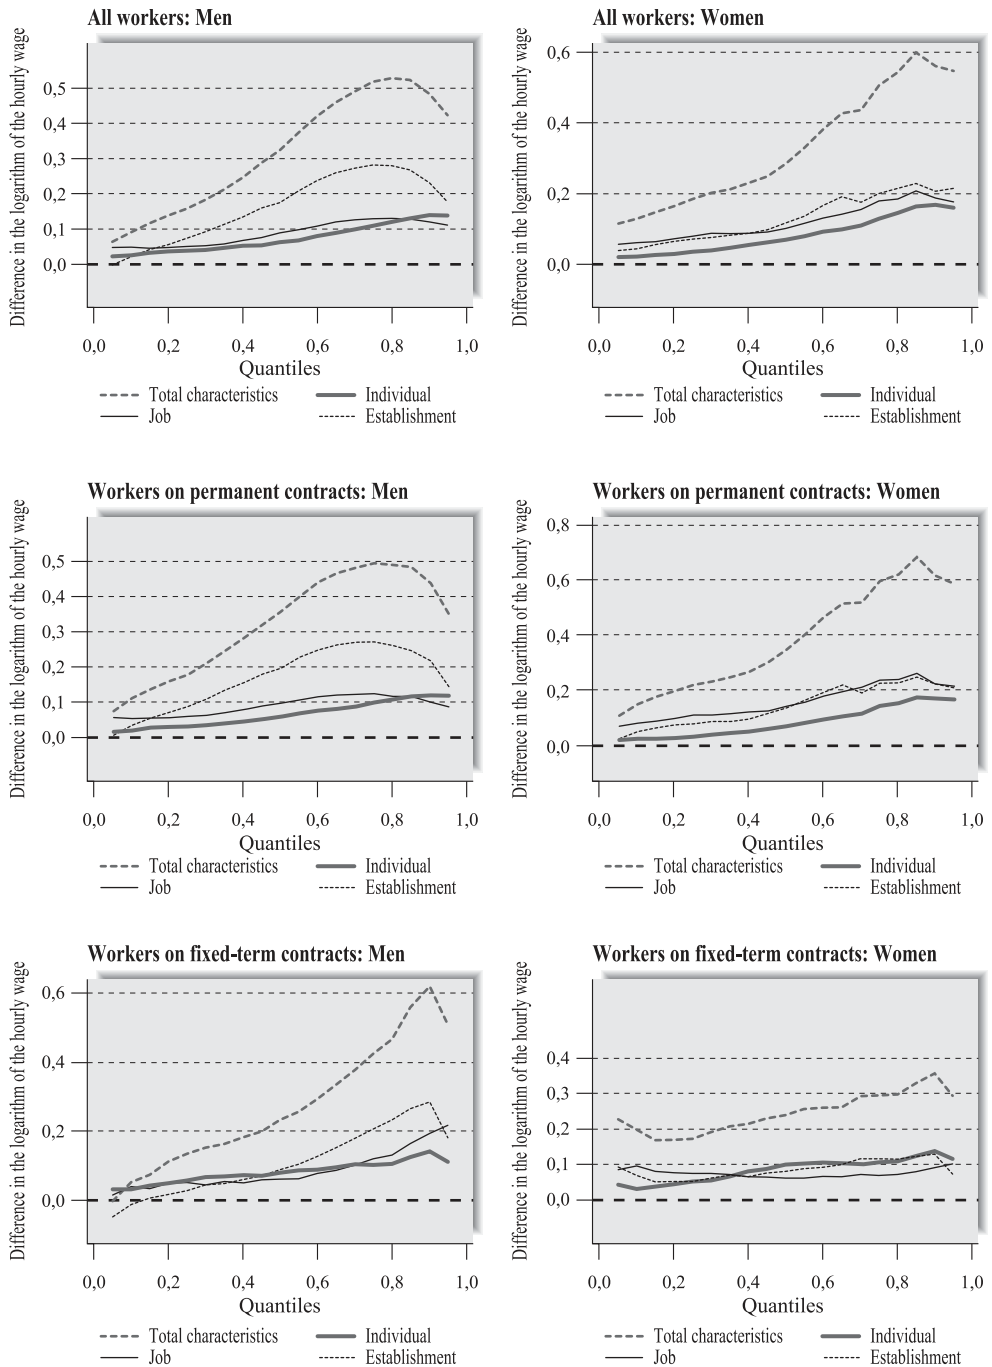 All workers: Men
Difference in the logarithm of the hourly wage
0,5
0,4
0,3
0,2
0,1
0,0
0,0 0,2 0,4 0,6 0,8 1,0
Quantiles
Total characteristics Individual
Job Establishment
All workers: Women
Difference in the logarithm of the hourly wage
0,6
0,4
0,2
0,0
0,0 0,2 0,4 0,6 0,8 1,0
Quantiles
Total characteristics Individual
Job Establishment
Workers on permanent contracts: Men
Difference in the logarithm of the hourly wage
0,5
0,4
0,3
0,2
0,1
0,0
0,0 0,2 0,4 0,6 0,8 1,0
Quantiles
Total characteristics Individual
Job Establishment
Workers on permanent contracts: Women
Difference in the logarithm of the hourly wage
0,8
0,6
0,4
0,2
0,0
0,0 0,2 0,4 0,6 0,8 1,0
Quantiles
Total characteristics Individual
Job Establishment
Workers on fixed-term contracts: Men
Difference in the logarithm of the hourly wage
0,6
0,4
0,2
0,0
0,0 0,2 0,4 0,6 0,8 1,0
Quantiles
Total characteristics Individual
Job Establishment
Workers on fixed-term contracts: Women
Difference in the logarithm of the hourly wage
0,4
0,3
0,2
0,1
0,0
0,0 0,2 0,4 0,6 0,8 1,0
Quantiles
Total characteristics Individual
Job Establishment